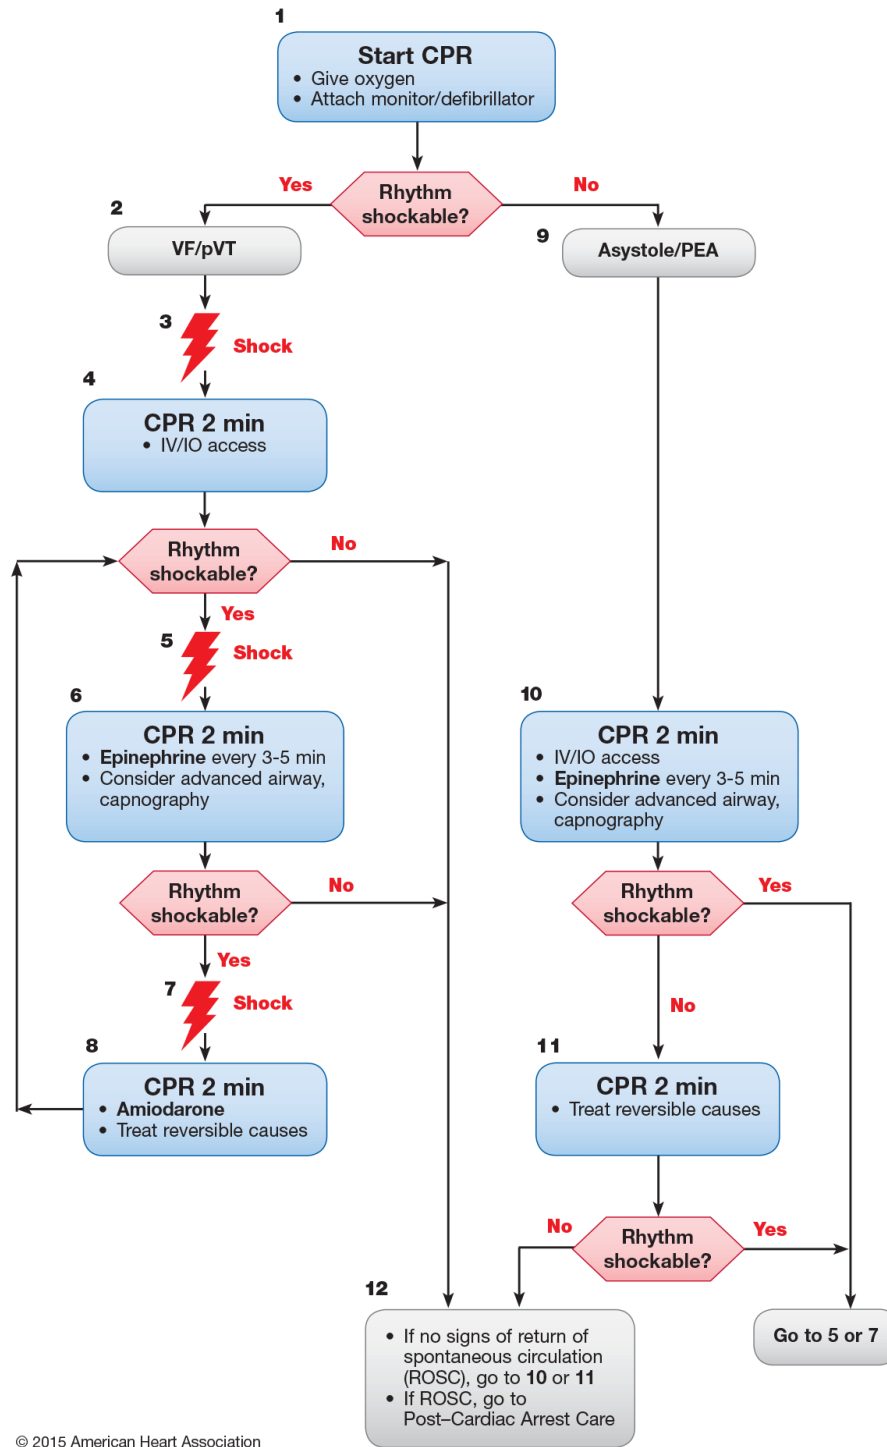 1
Start CPR
• Give oxygen
• Attach monitor/defibrillator
Rhythm
shockable?
Yes
No
2
VF/pVT
9
Asystole/PEA
3
Shock
4
CPR 2 min
• IV/IO access
Rhythm
shockable?
No
Yes
5
Shock
6
CPR 2 min
• Epinephrine every 3-5 min
• Consider advanced airway,
capnography
10
CPR 2 min
• IV/IO access
• Epinephrine every 3-5 min
• Consider advanced airway,
capnography
Rhythm
shockable?
No
Yes
Rhythm
shockable?
Yes
No
7
Shock
8
CPR 2 min
• Amiodarone
• Treat reversible causes
11
CPR 2 min
• Treat reversible causes
Rhythm
shockable?
No
Yes
12
• If no signs of return of
spontaneous circulation
(ROSC), go to 10 or 11
• If ROSC, go to
Post–Cardiac Arrest Care
Go to 5 or 7
© 2015 American Heart Association